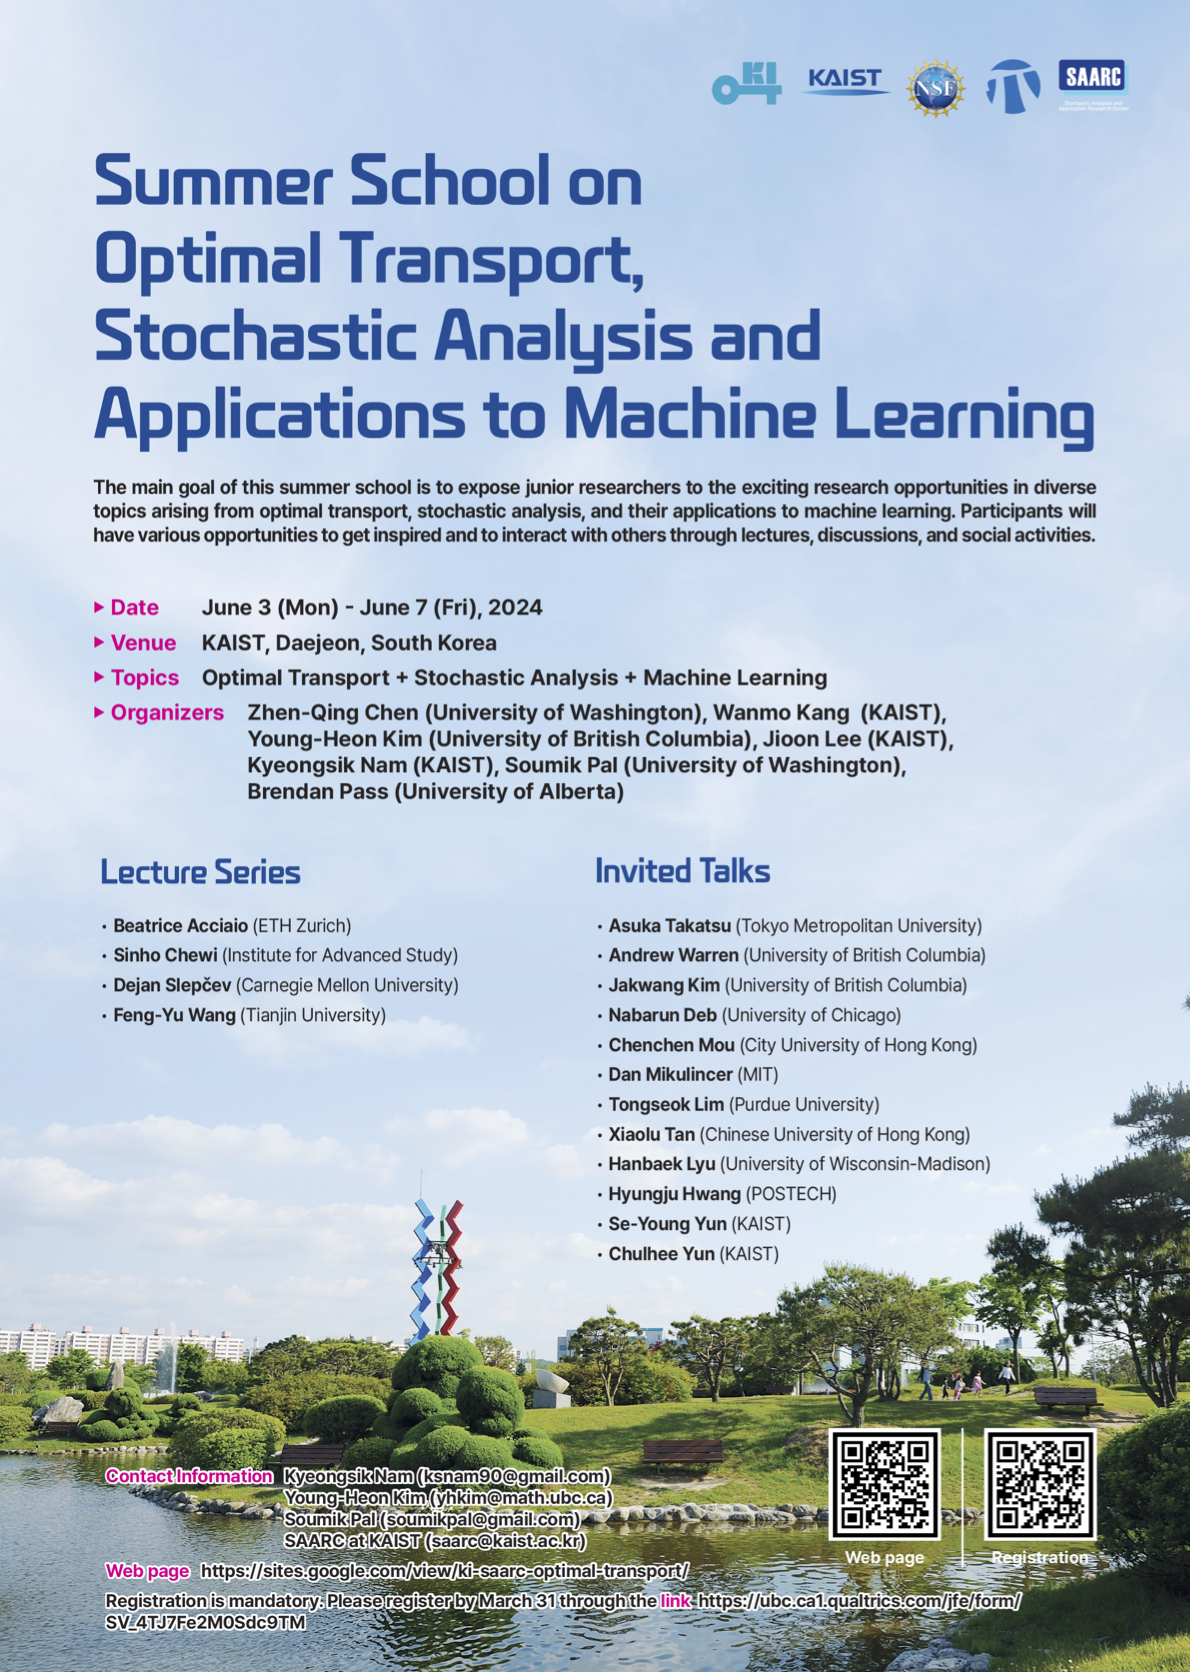 KI
KAIST
NSF
SAARC
Stochastic Analysis and
Application Research Center
Summer School on
Optimal Transport,
Stochastic Analysis and
Applications to Machine Learning
The main goal of this summer school is to expose junior researchers to the exciting research opportunities in diverse
topics arising from optimal transport, stochastic analysis, and their applications to machine learning. Participants will
have various opportunities to get inspired and to interact with others through lectures, discussions, and social activities.
▶ Date June 3 (Mon) - June 7 (Fri), 2024
▶ Venue KAIST, Daejeon, South Korea
▶ Topics Optimal Transport + Stochastic Analysis + Machine Learning
▶ Organizers Zhen-Qing Chen (University of Washington), Wanmo Kang (KAIST),
Young-Heon Kim (University of British Columbia), Jioon Lee (KAIST),
Kyeongsik Nam (KAIST), Soumik Pal (University of Washington),
Brendan Pass (University of Alberta)
Lecture Series
• Beatrice Acciaio (ETH Zurich)
• Sinho Chewi (Institute for Advanced Study)
• Dejan Slepčev (Carnegie Mellon University)
• Feng-Yu Wang (Tianjin University)
Invited Talks
• Asuka Takatsu (Tokyo Metropolitan University)
• Andrew Warren (University of British Columbia)
• Jakwang Kim (University of British Columbia)
• Nabarun Deb (University of Chicago)
• Chenchen Mou (City University of Hong Kong)
• Dan Mikulincer (MIT)
• Tongseok Lim (Purdue University)
• Xiaolu Tan (Chinese University of Hong Kong)
• Hanbaek Lyu (University of Wisconsin-Madison)
• Hyungju Hwang (POSTECH)
• Se-Young Yun (KAIST)
• Chulhee Yun (KAIST)
Contact Information Kyeongsik Nam (ksnam90@gmail.com)
Young-Heon Kim (yhkim@math.ubc.ca)
Soumik Pal (soumikpal@gmail.com)
SAARC at KAIST (saarc@kaist.ac.kr)
Web page https://sites.google.com/view/ki-saarc-optimal-transport/
Registration is mandatory. Please register by March 31 through the link https://ubc.ca1.qualtrics.com/jfe/form/
SV_4TJ7Fe2M0Sdc9TM
Web page
Registration